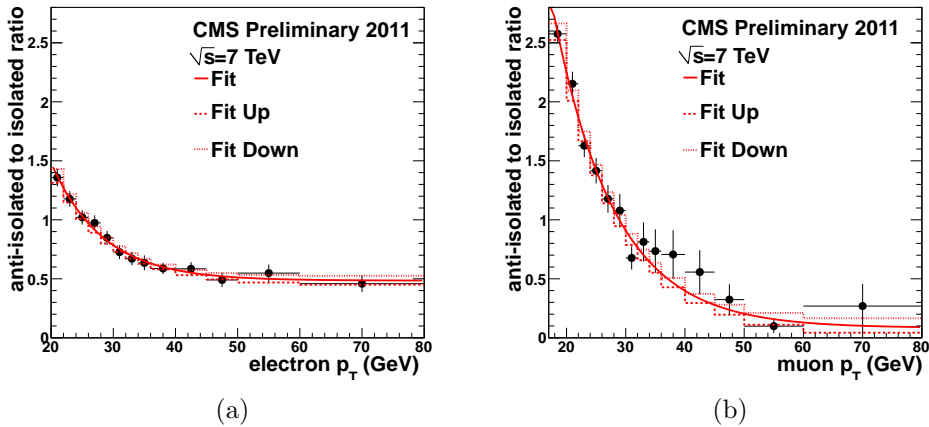 CMS Preliminary 2011
√s=7 TeV
Fit
Fit Up
Fit Down
anti-isolated to isolated ratio
2.5
2
1.5
1
0.5
0
20 30 40 50 60 70 80
electron p_T (GeV)
(a)
CMS Preliminary 2011
√s=7 TeV
Fit
Fit Up
Fit Down
anti-isolated to isolated ratio
2.5
2
1.5
1
0.5
0
20 30 40 50 60 70 80
muon p_T (GeV)
(b)